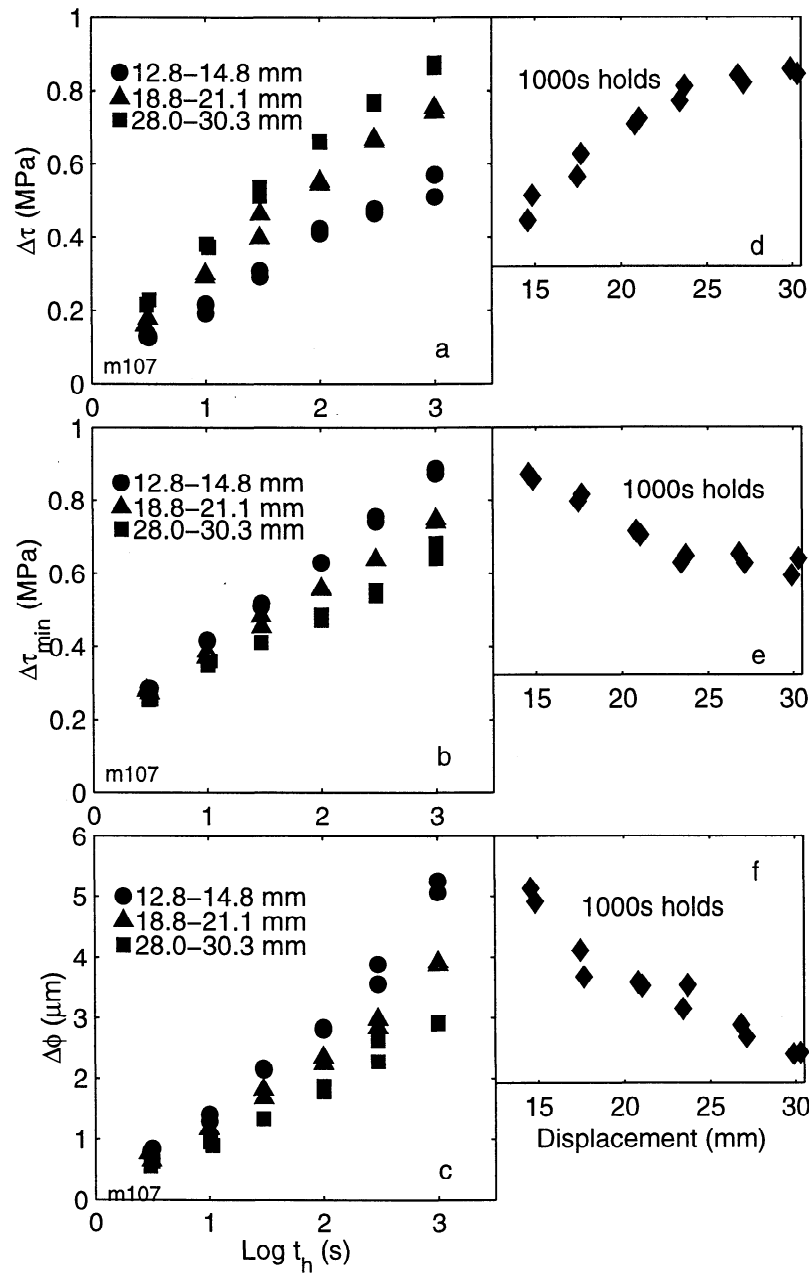 1
12.8–14.8 mm
18.8–21.1 mm
28.0–30.3 mm
0.8
0.6
0.4
0.2
0
Δτ (MPa)
m107
a
0 1 2 3
1000s holds
d
15 20 25 30
1
12.8–14.8 mm
18.8–21.1 mm
28.0–30.3 mm
0.8
0.6
0.4
0.2
0
Δτmin (MPa)
m107
b
0 1 2 3
1000s holds
e
15 20 25 30
6
12.8–14.8 mm
18.8–21.1 mm
28.0–30.3 mm
5
4
3
2
1
0
Δϕ (μm)
m107
c
0 1 2 3
Log th (s)
f
1000s holds
15 20 25 30
Displacement (mm)